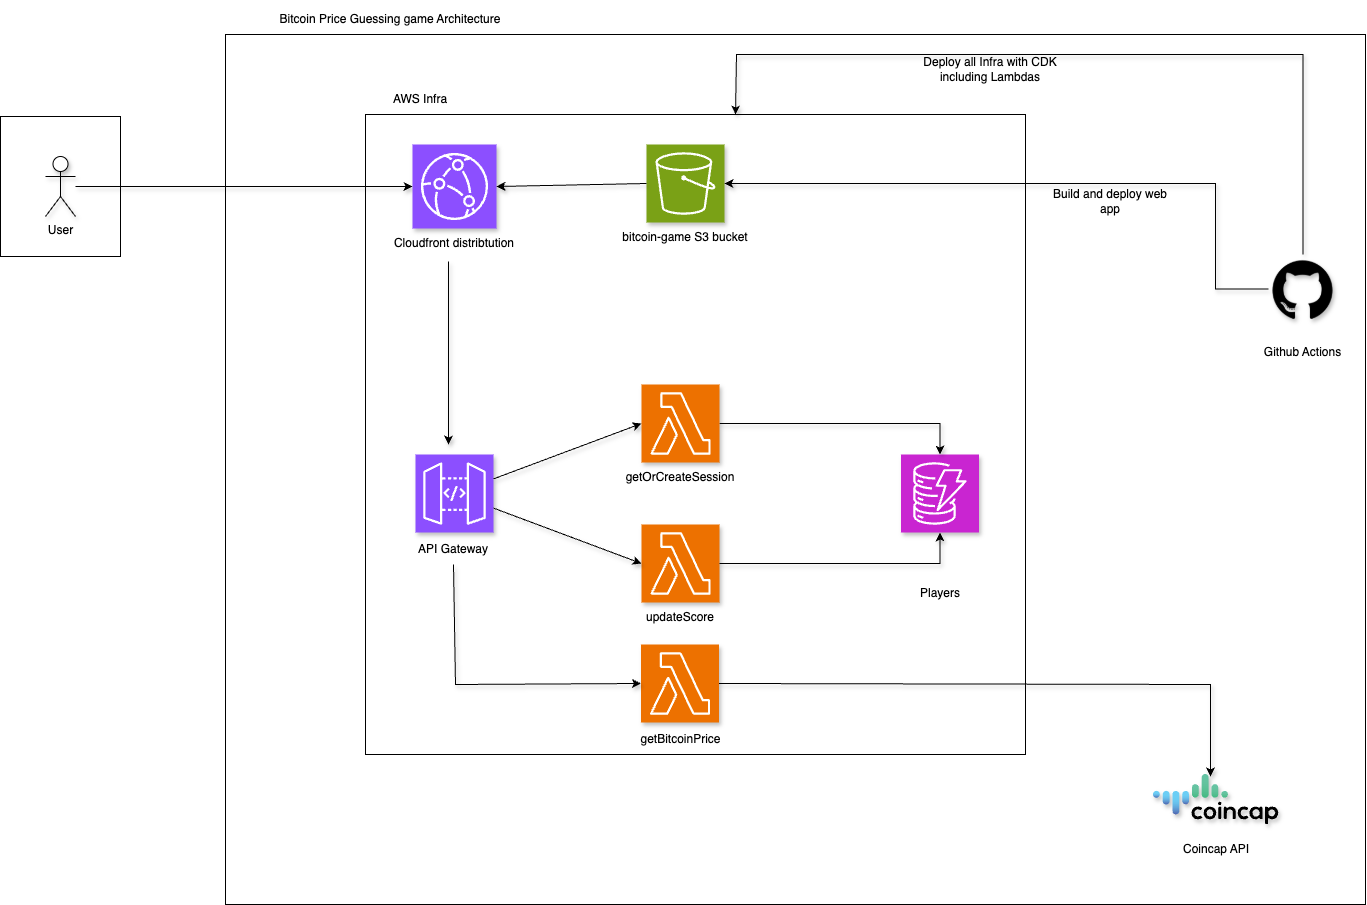 Bitcoin Price Guessing game Architecture
Deploy all Infra with CDK
including Lambdas
AWS Infra
User
Cloudfront distribtution
bitcoin-game S3 bucket
Build and deploy web
app
Github Actions
getOrCreateSession
</>
API Gateway
Players
updateScore
getBitcoinPrice
coincap
Coincap API